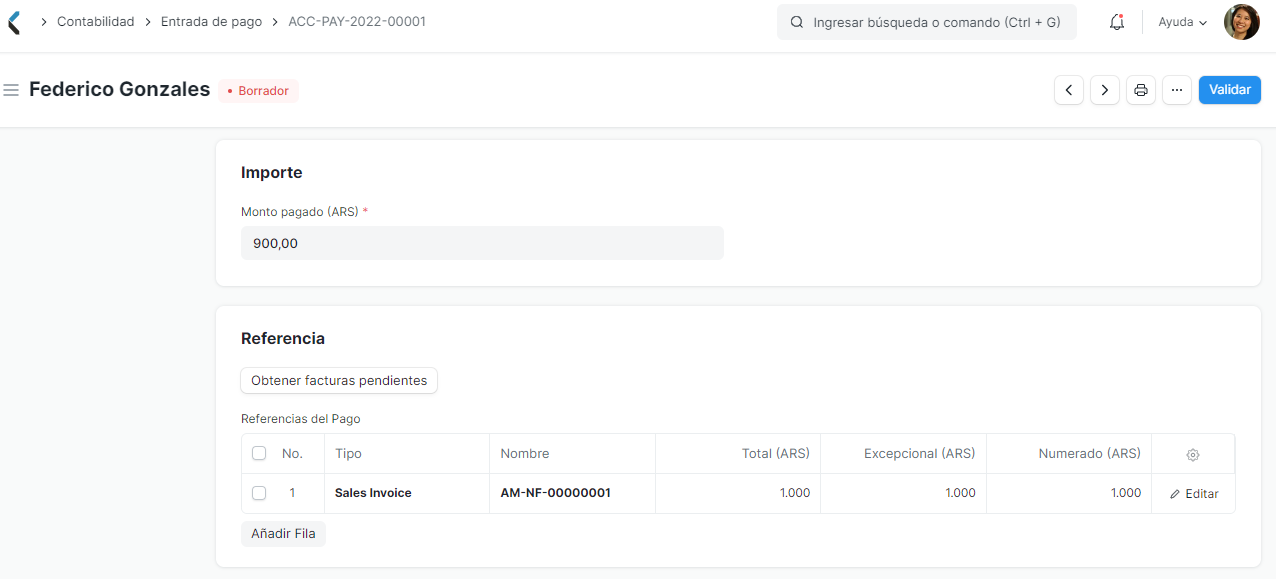 Contabilidad > Entrada de pago > ACC-PAY-2022-00001
Ingresar búsqueda o comando (Ctrl + G)
Ayuda
Federico Gonzales
• Borrador
Validar
Importe
Monto pagado (ARS) *
900,00
Referencia
Obtener facturas pendientes
Referencias del Pago
No. Tipo Nombre Total (ARS) Excepcional (ARS) Numerado (ARS)
1 Sales Invoice AM-NF-00000001 1.000 1.000 1.000 Editar
Añadir Fila